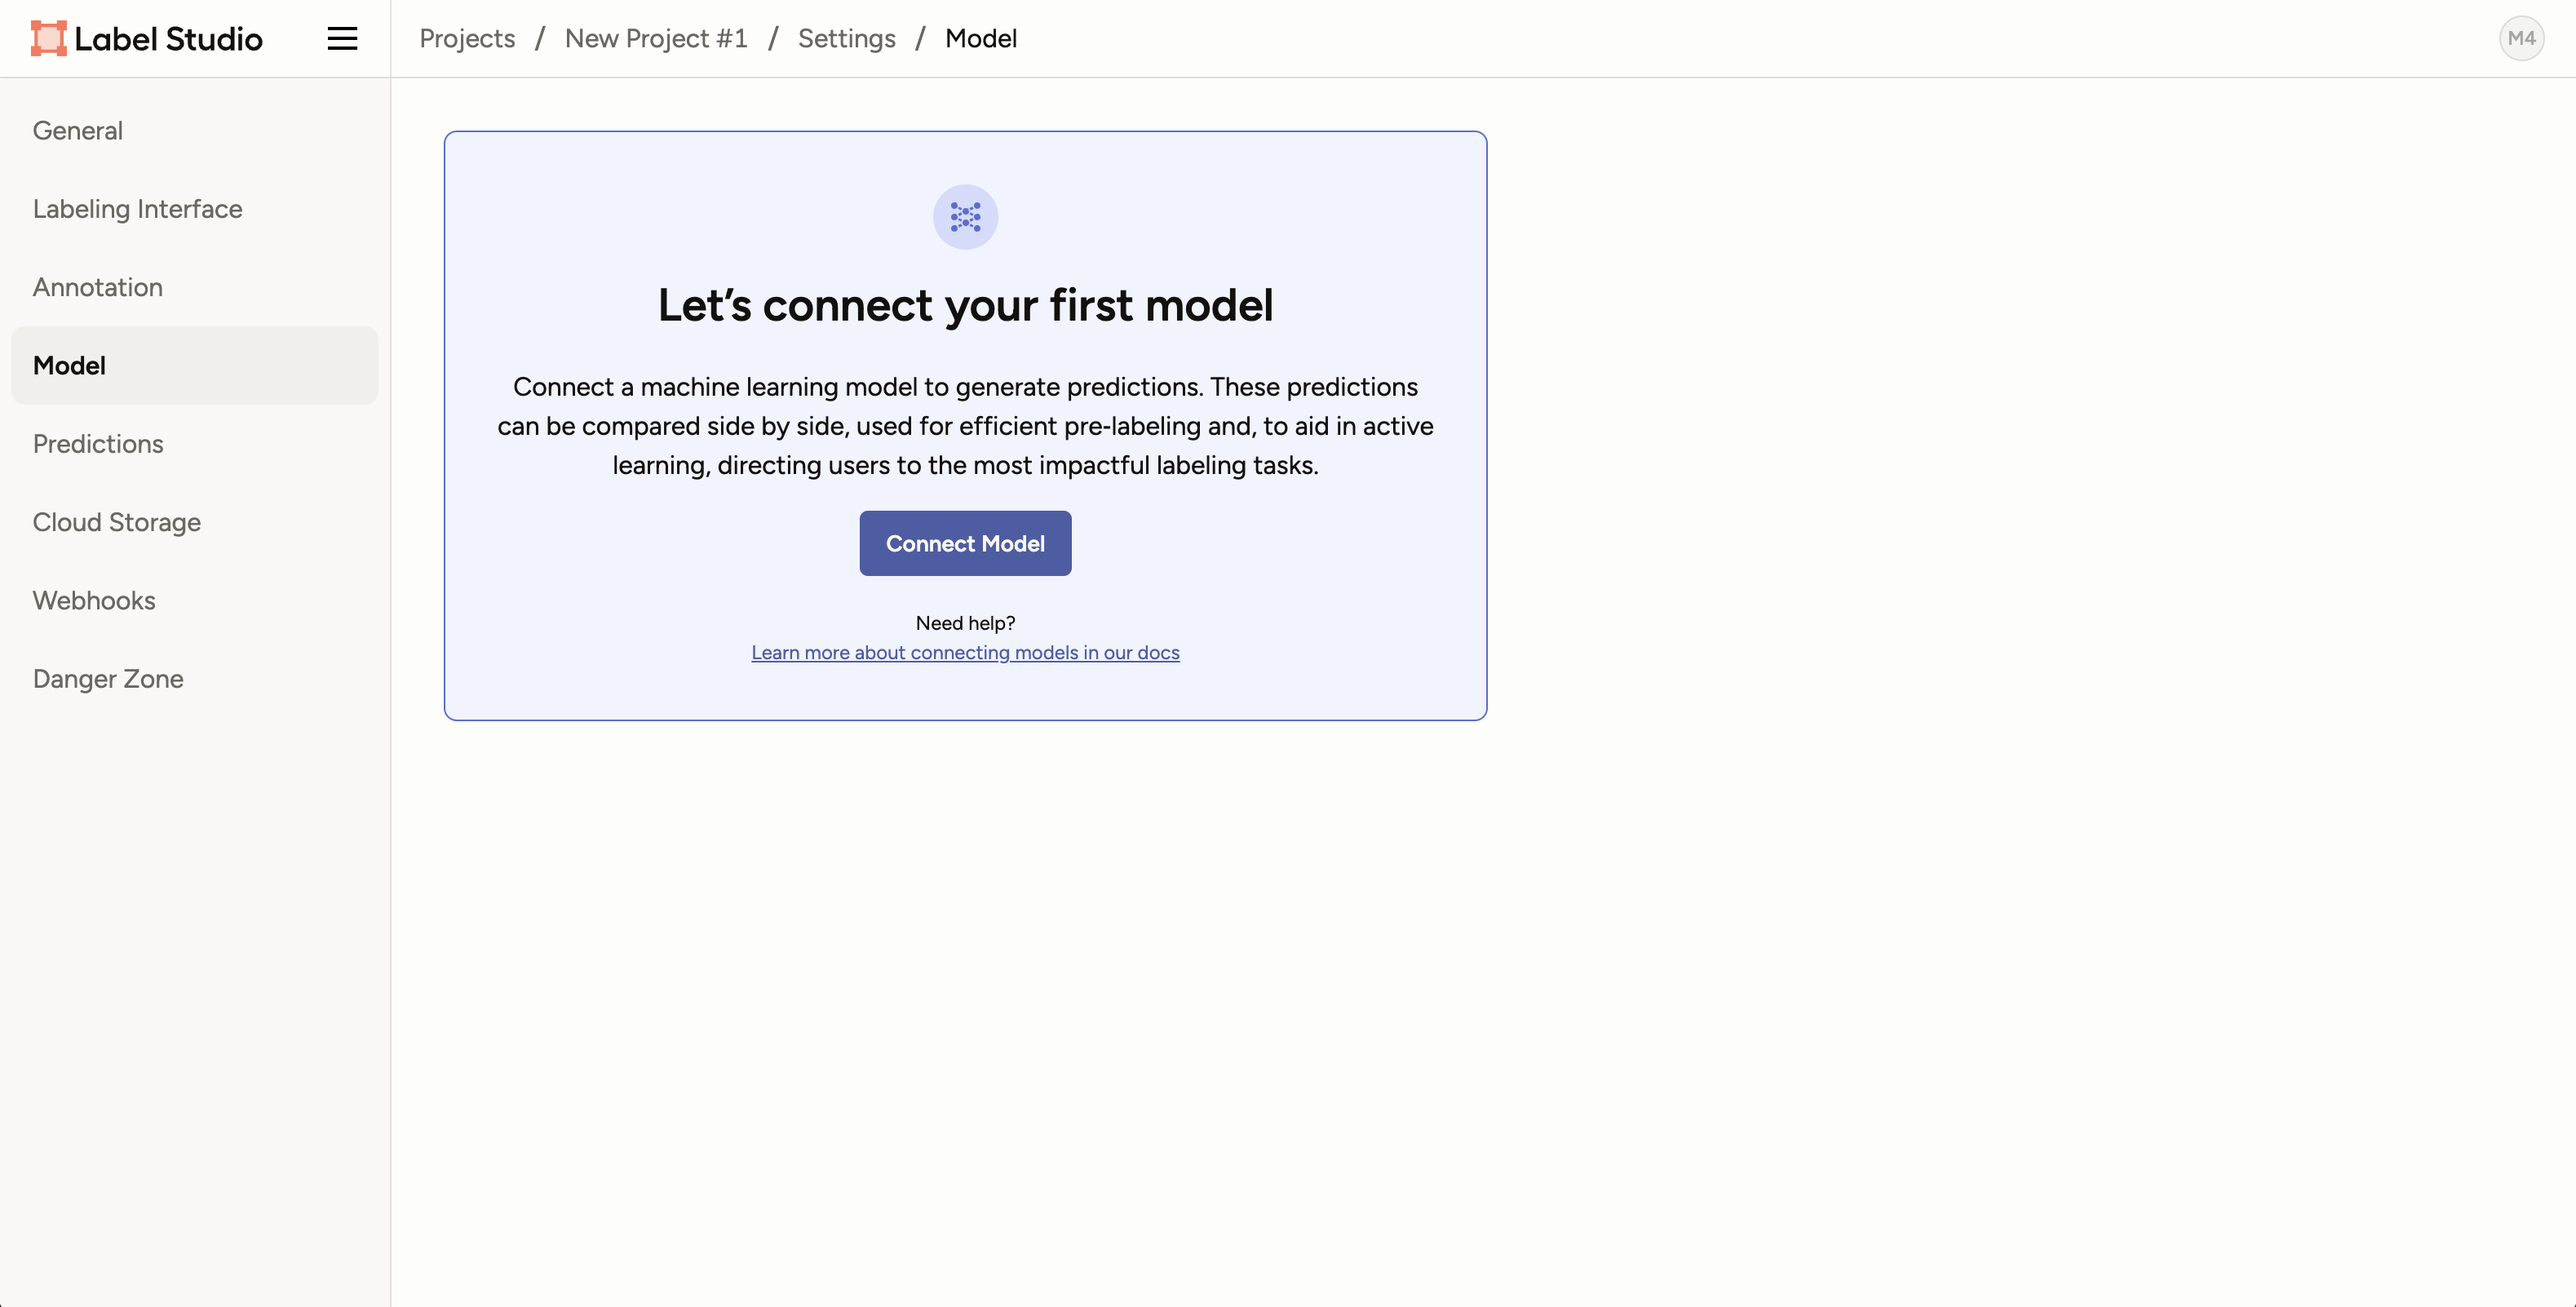 Label Studio
Projects / New Project #1 / Settings / Model
M4
General
Labeling Interface
Annotation
Model
Predictions
Cloud Storage
Webhooks
Danger Zone
Let’s connect your first model
Connect a machine learning model to generate predictions. These predictions
can be compared side by side, used for efficient pre-labeling and, to aid in active
learning, directing users to the most impactful labeling tasks.
Connect Model
Need help?
Learn more about connecting models in our docs